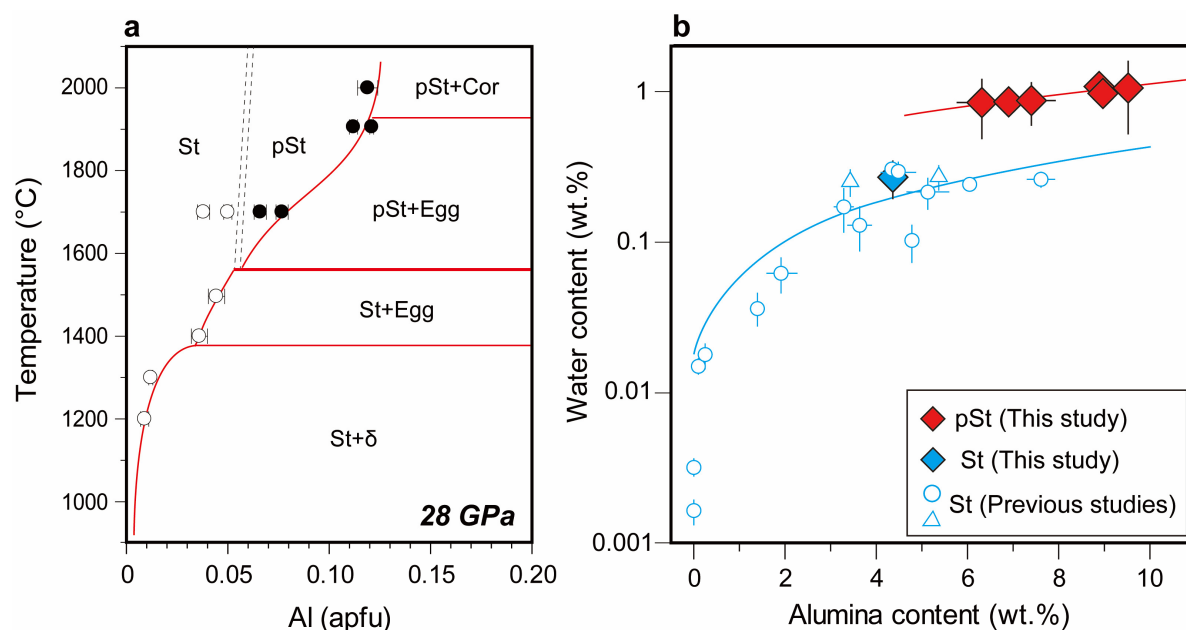 a
2000
1800
1600
1400
1200
1000
Temperature (°C)
0
0.05
0.10
0.15
0.20
Al (apfu)
St
pSt
pSt+Cor
pSt+Egg
St+Egg
St+δ
28 GPa
b
1
0.1
0.01
0.001
Water content (wt.%)
0
2
4
6
8
10
Alumina content (wt.%)
pSt (This study)
St (This study)
St (Previous studies)